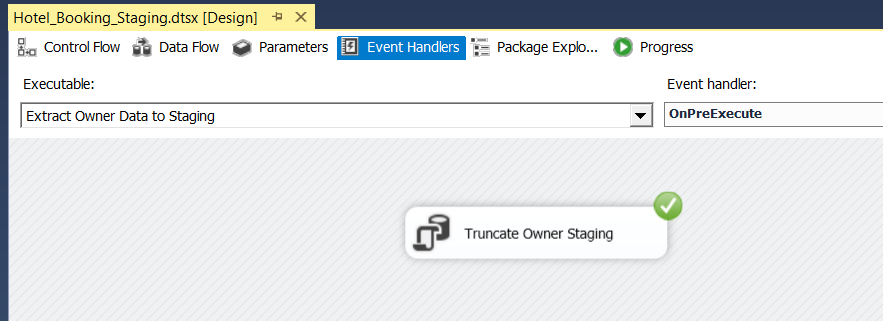 Hotel_Booking_Staging.dtsx [Design]
Control Flow Data Flow Parameters Event Handlers Package Explo... Progress
Executable: Event handler:
Extract Owner Data to Staging OnPreExecute
Truncate Owner Staging